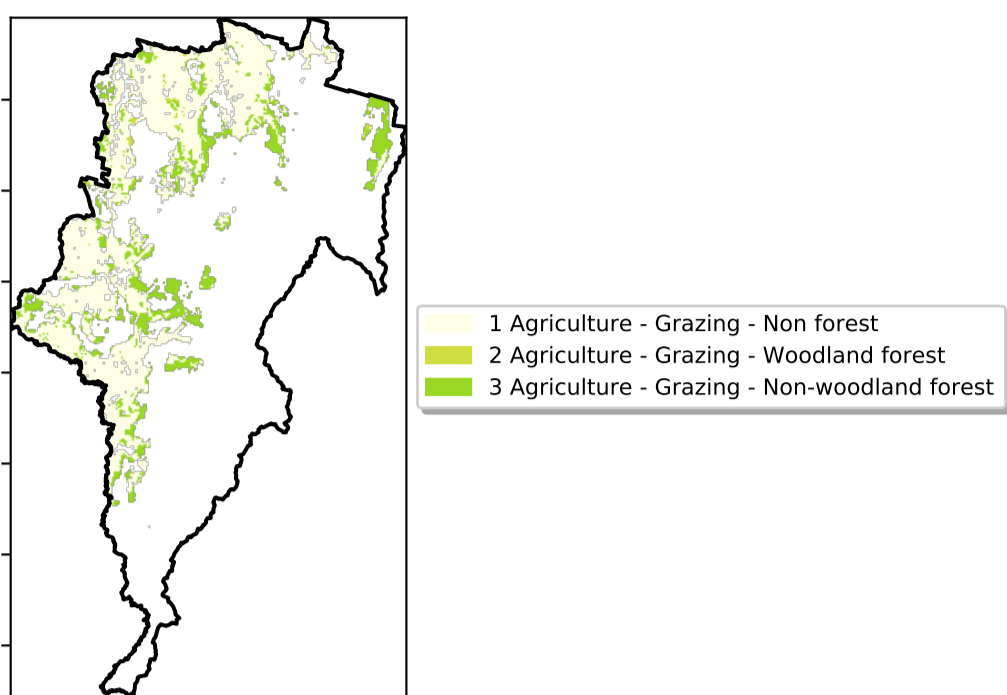 1 Agriculture - Grazing - Non forest
2 Agriculture - Grazing - Woodland forest
3 Agriculture - Grazing - Non-woodland forest